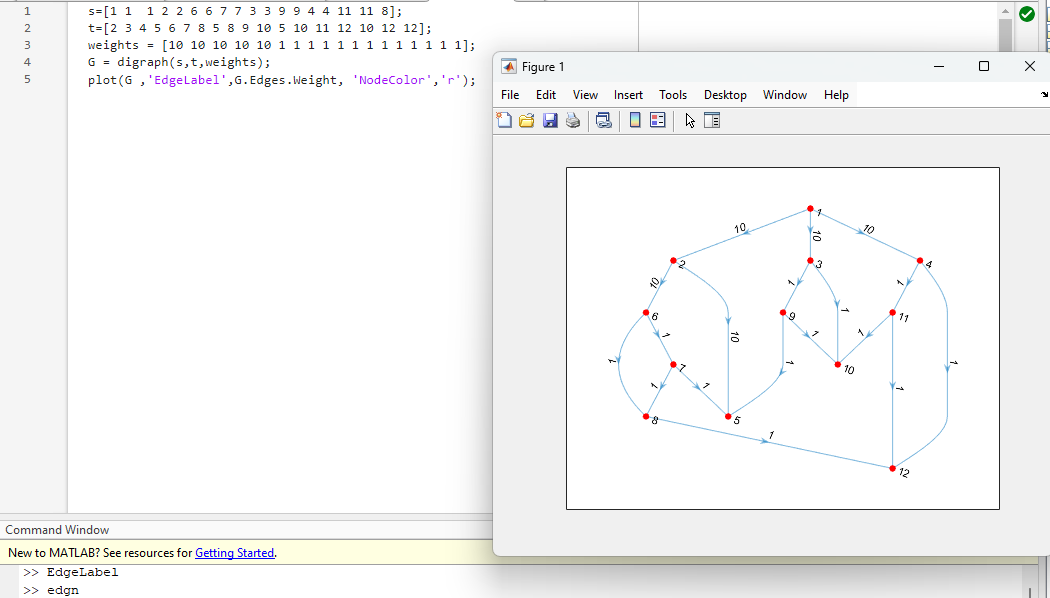 1 s=[1 1  1 2 2 6 6 7 7 3 3 9 9 4 4 11 11 8];
2 t=[2 3 4 5 6 7 8 5 8 9 10 5 10 11 12 10 12 12];
3 weights = [10 10 10 10 10 1 1 1 1 1 1 1 1 1 1 1 1 1];
4 G = digraph(s,t,weights);
5 plot(G ,'EdgeLabel',G.Edges.Weight, 'NodeColor','r');
Figure 1
File Edit View Insert Tools Desktop Window Help
1
10 10 10
2 3 4
10 1 1
6 9 11
1 10 1 1 1
1 1 1 1 1
7 10
1 1
8 5
1
12
Command Window
New to MATLAB? See resources for Getting Started.
>> EdgeLabel
>> edgn